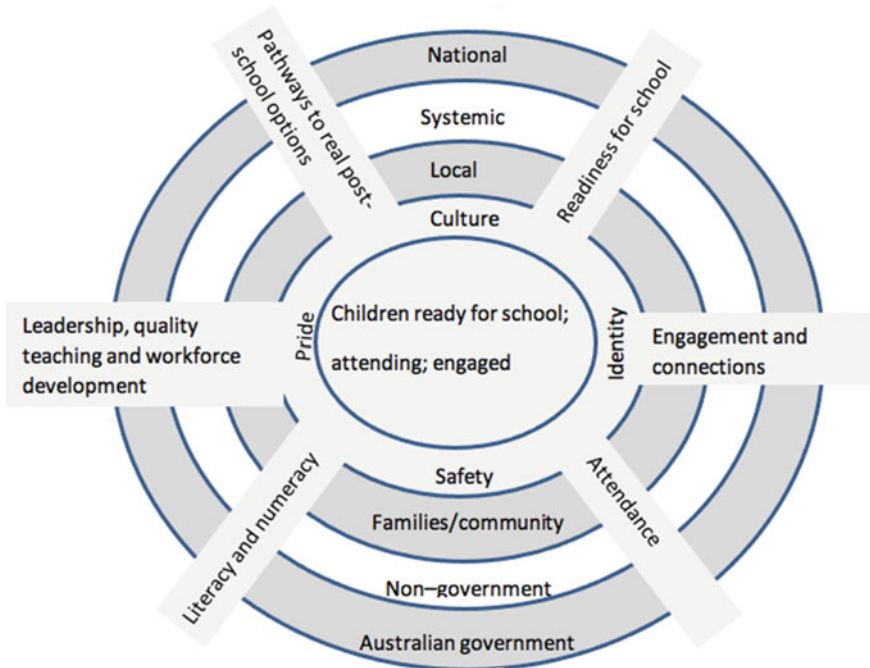 National
Systemic
Local
Culture
Pathways to real post-
school options
Readiness for school
Pride
Children ready for school;
attending; engaged
Identity
Leadership, quality
teaching and workforce
development
Engagement and
connections
Literacy and numeracy
Attendance
Safety
Families/community
Non–government
Australian government